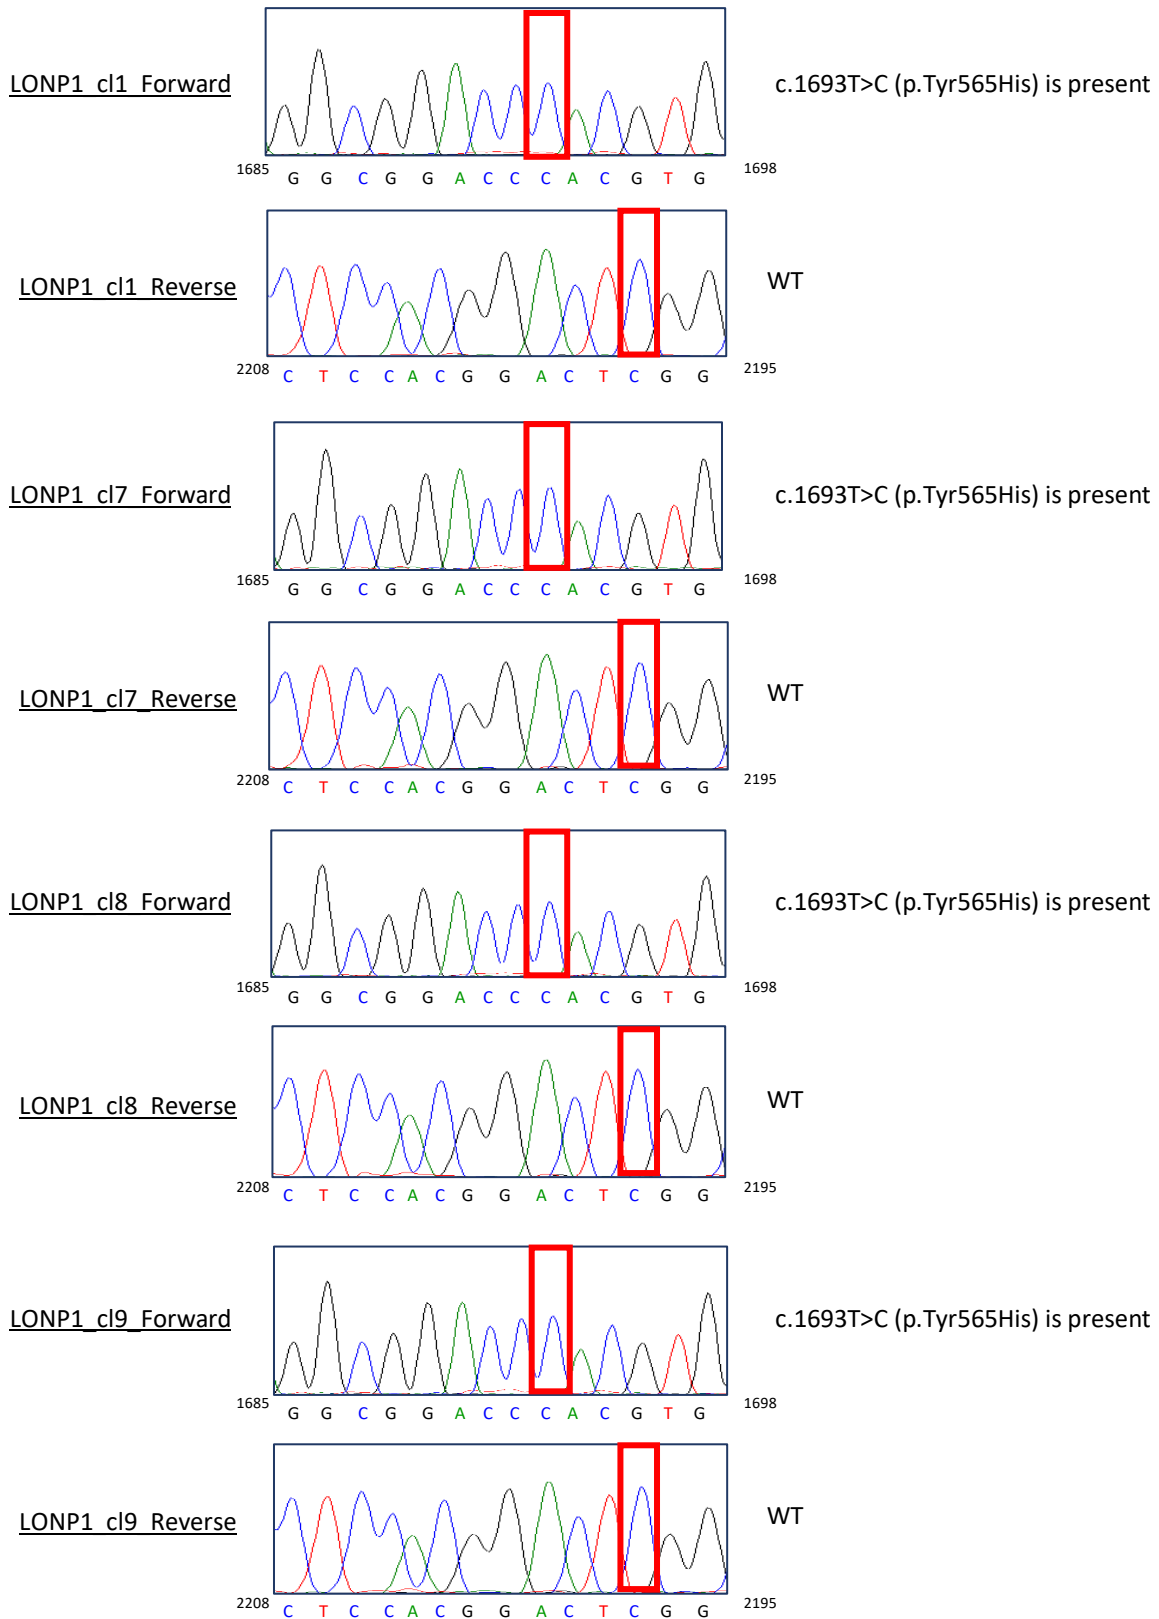 LONP1_cl1_Forward
c.1693T>C (p.Tyr565His) is present
1685 G G C G G A C C C A C G T G 1698
LONP1_cl1_Reverse
WT
2208 C T C C A C G G A C T C G G 2195
LONP1_cl7_Forward
c.1693T>C (p.Tyr565His) is present
1685 G G C G G A C C C A C G T G 1698
LONP1_cl7_Reverse
WT
2208 C T C C A C G G A C T C G G 2195
LONP1_cl8_Forward
c.1693T>C (p.Tyr565His) is present
1685 G G C G G A C C C A C G T G 1698
LONP1_cl8_Reverse
WT
2208 C T C C A C G G A C T C G G 2195
LONP1_cl9_Forward
c.1693T>C (p.Tyr565His) is present
1685 G G C G G A C C C A C G T G 1698
LONP1_cl9_Reverse
WT
2208 C T C C A C G G A C T C G G 2195